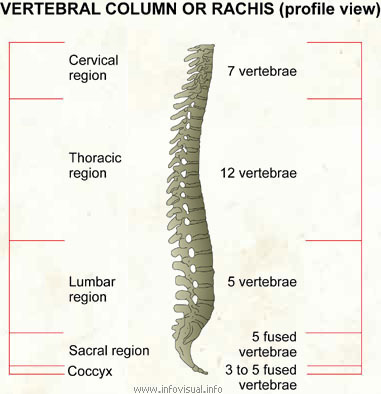 VERTEBRAL COLUMN OR RACHIS (profile view)
Cervical
region
7 vertebrae
Thoracic
region
12 vertebrae
Lumbar
region
5 vertebrae
Sacral region
5 fused
vertebrae
Coccyx
3 to 5 fused
vertebrae
www.infovisual.info